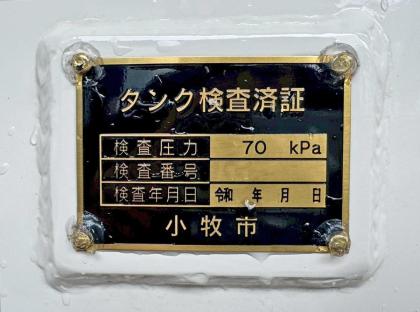 タンク検査済証
検査圧力 70 kPa
検査番号
検査年月日 令和 年 月 日
小牧市